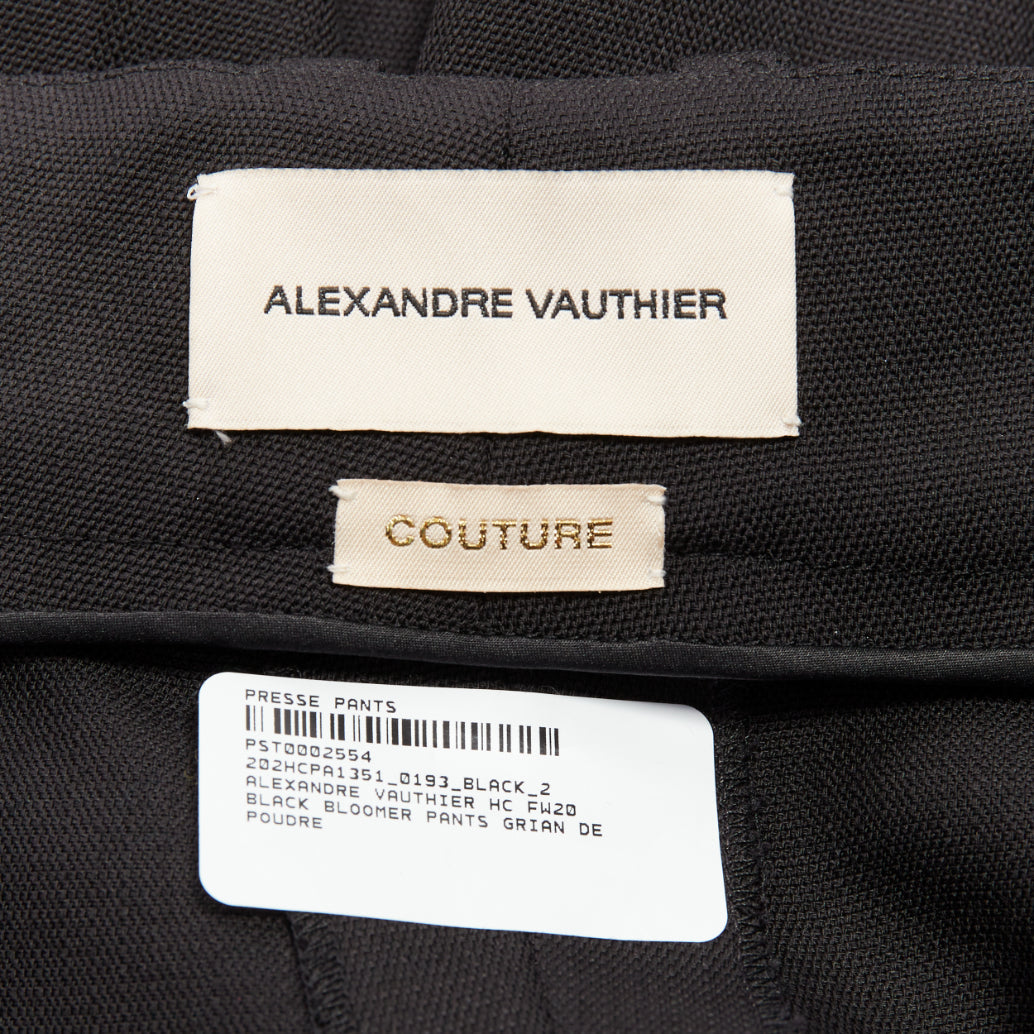 ALEXANDRE VAUTHIER
COUTURE
PRESSE PANTS
PST0002554
202HCPA1351_0193_BLACK_2
ALEXANDRE VAUTHIER HC FW20
BLACK BLOOMER PANTS GRIAN DE
POUDRE